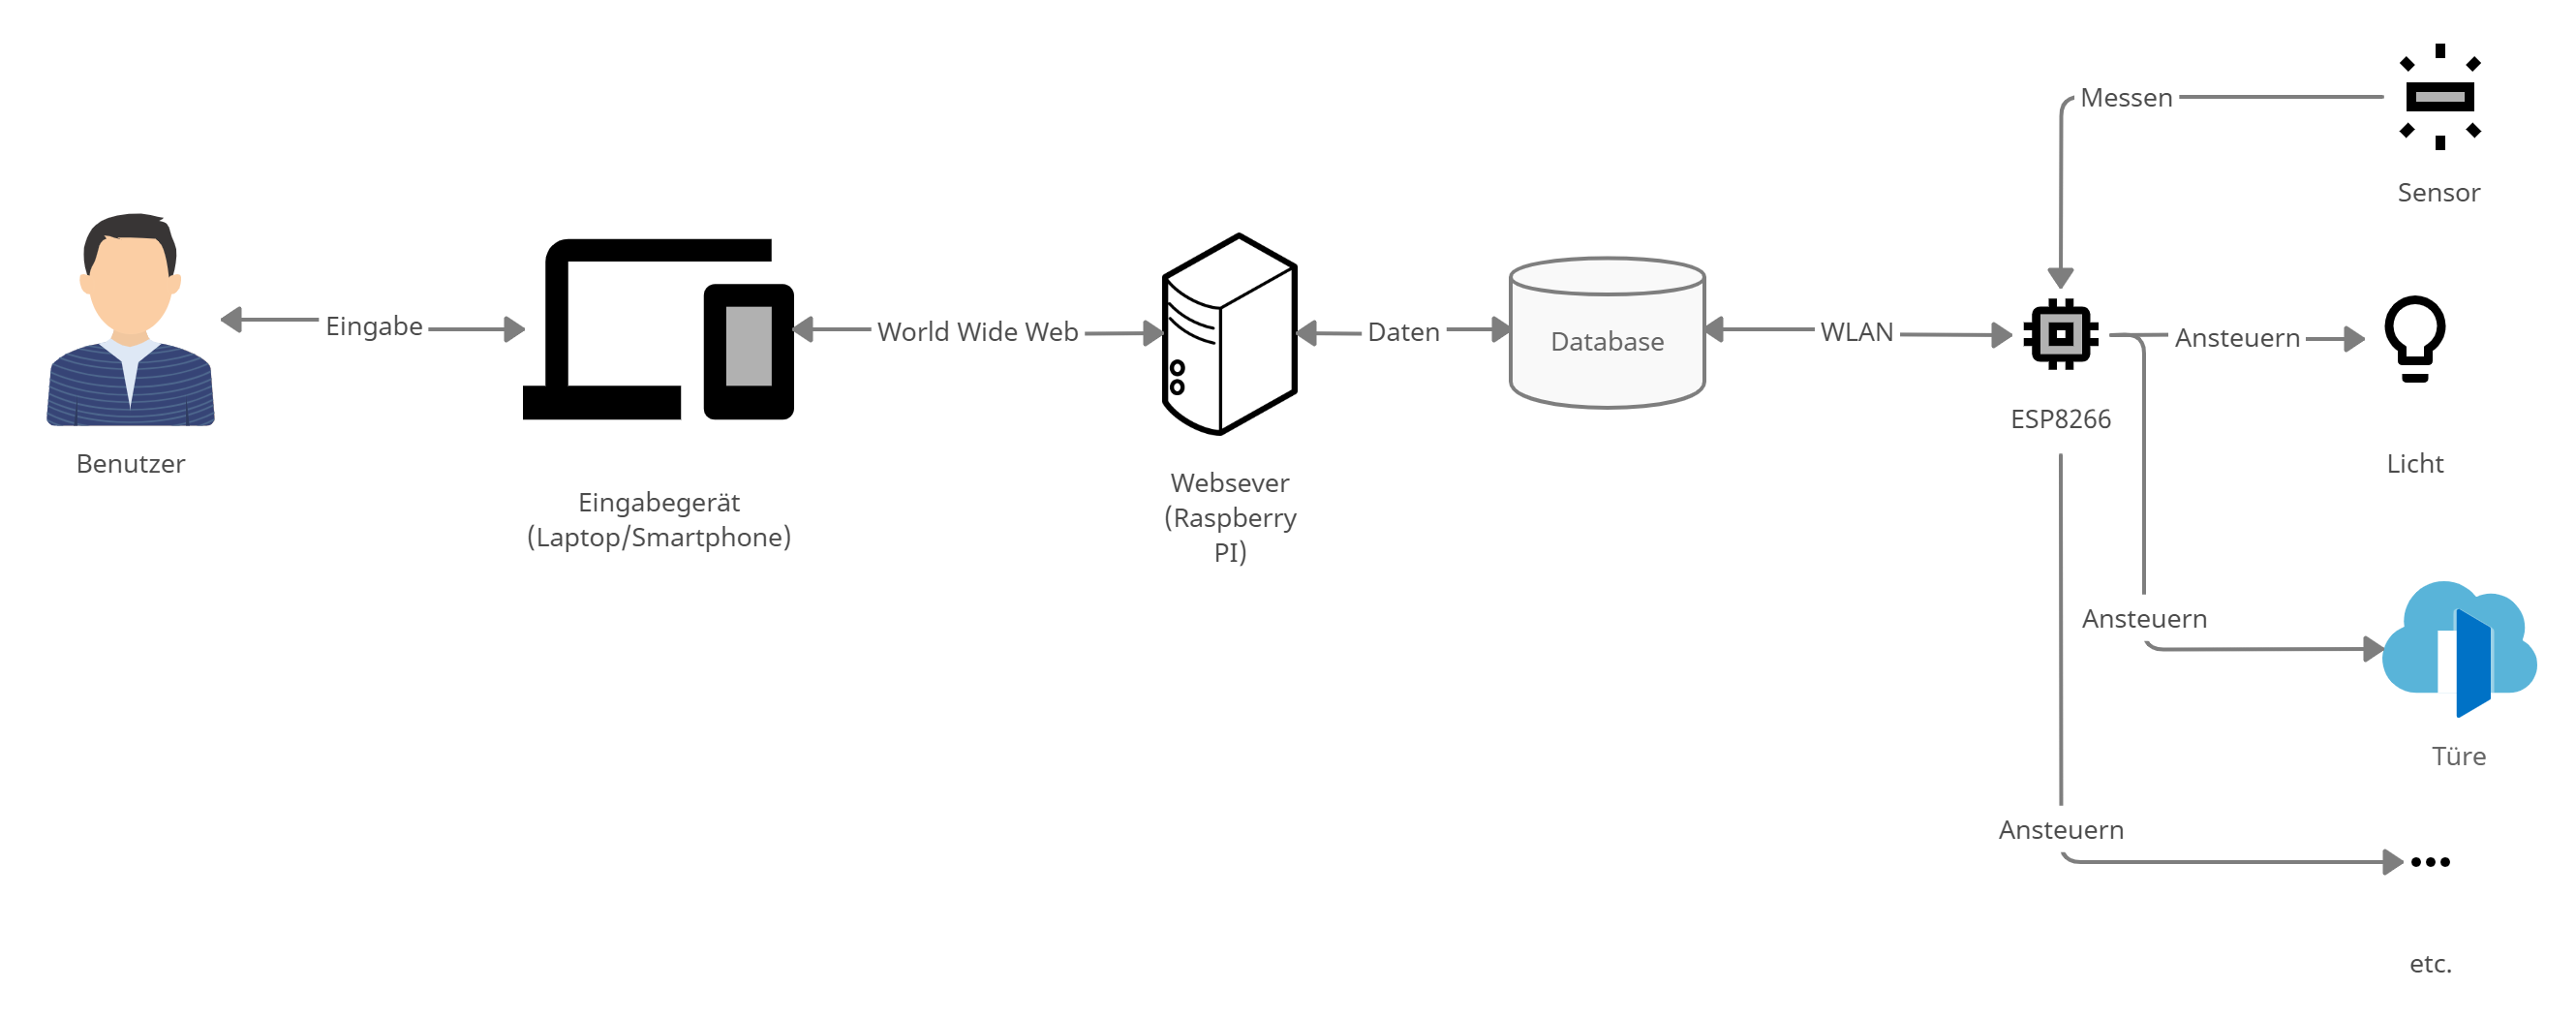 Messen
Sensor
Eingabe
World Wide Web
Daten
Database
WLAN
Ansteuern
ESP8266
Benutzer
Licht
Eingabegerät
(Laptop/Smartphone)
Websever
(Raspberry
PI)
Ansteuern
Türe
Ansteuern
etc.